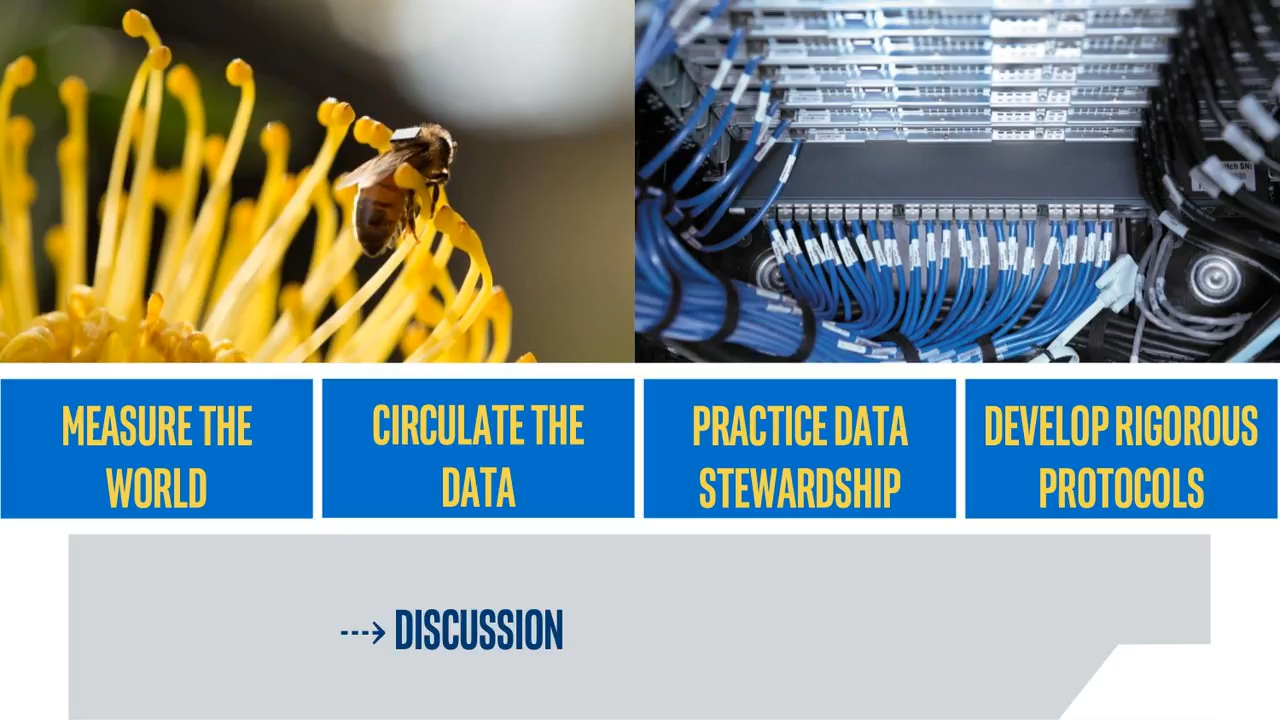 MEASURE THE
WORLD
CIRCULATE THE
DATA
PRACTICE DATA
STEWARDSHIP
DEVELOP RIGOROUS
PROTOCOLS
DISCUSSION